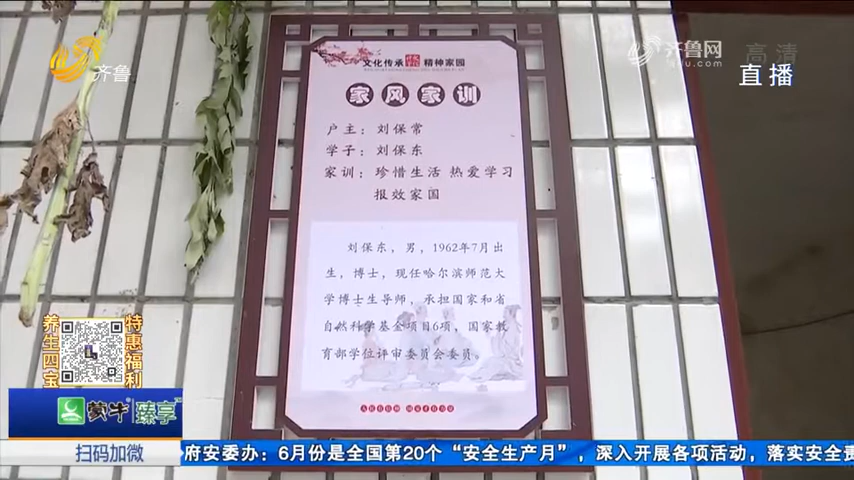 齐鲁
齐鲁网
高清
直播
文化传承 精神家园
家风家训
户主：刘保常
学子：刘保东
家训：珍惜生活 热爱学习
报效家国
刘保东，男，1962年7月出
生，博士，现任哈尔滨师范大
学博士生导师，承担国家和省
自然科学基金项目6项，国家教
育部学位评审委员会委员。
养生四宝
特惠福利
蒙牛 臻享
扫码加微
府安委办：6月份是全国第20个“安全生产月”，深入开展各项活动，落实安全责